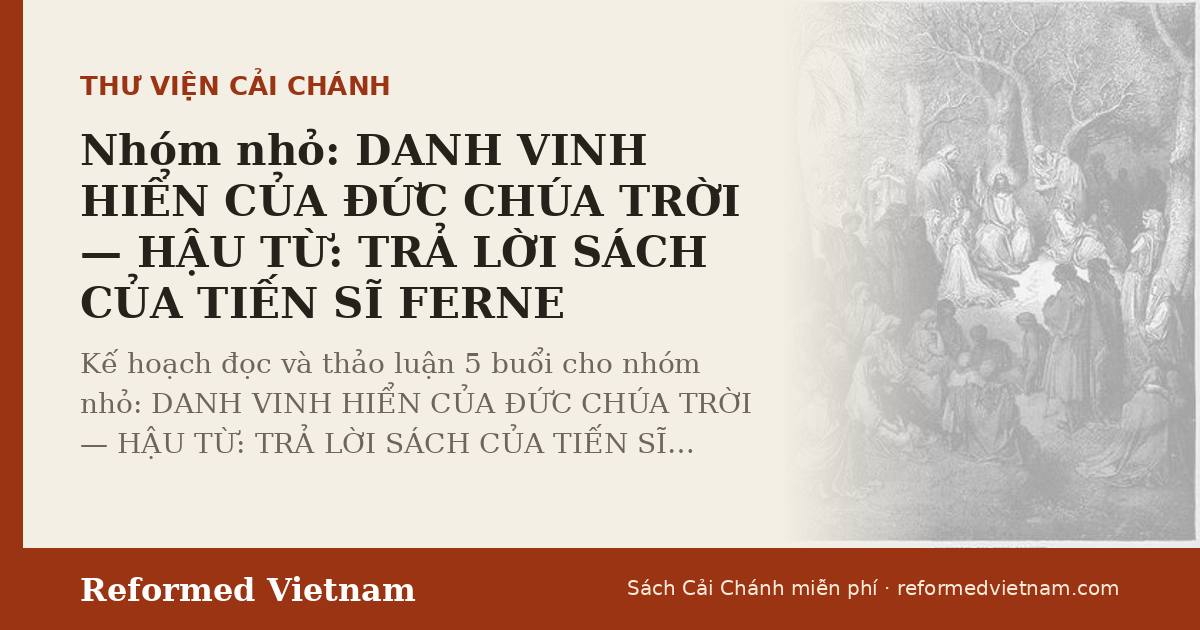 THƯ VIỆN CẢI CHÁNH
Nhóm nhỏ: DANH VINH
HIỂN CỦA ĐỨC CHÚA TRỜI
— HẬU TỪ: TRẢ LỜI SÁCH
CỦA TIẾN SĨ FERNE
Kế hoạch đọc và thảo luận 5 buổi cho nhóm
nhỏ: DANH VINH HIỂN CỦA ĐỨC CHÚA TRỜI
— HẬU TỪ: TRẢ LỜI SÁCH CỦA TIẾN SĨ...
Reformed Vietnam
Sách Cải Chánh miễn phí · reformedvietnam.com